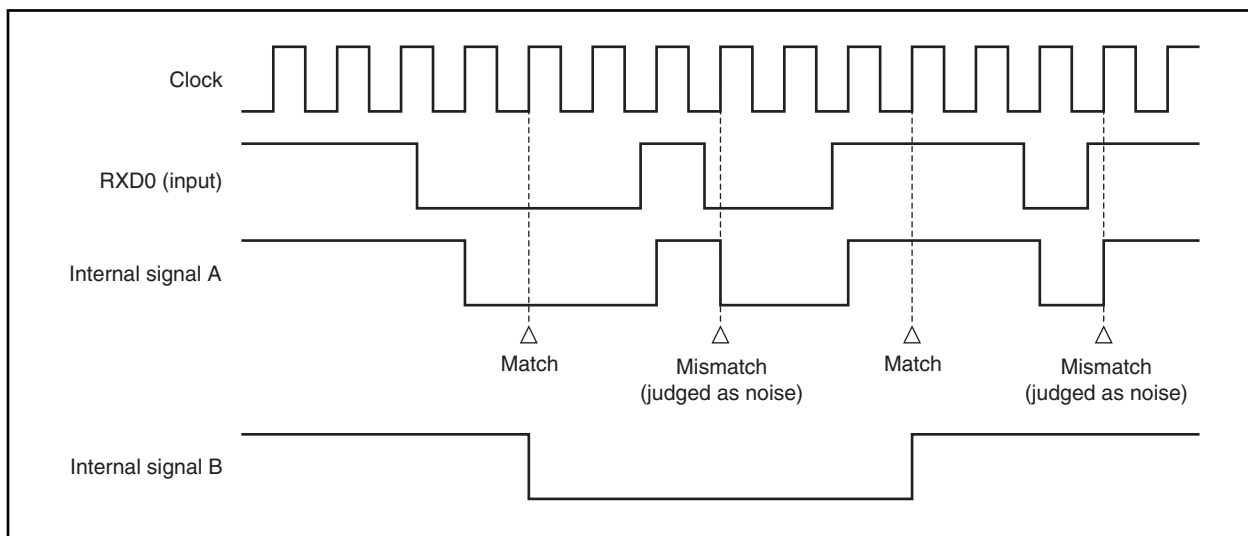 Clock
RXD0 (input)
Internal signal A
Match
Mismatch
(judged as noise)
Match
Mismatch
(judged as noise)
Internal signal B